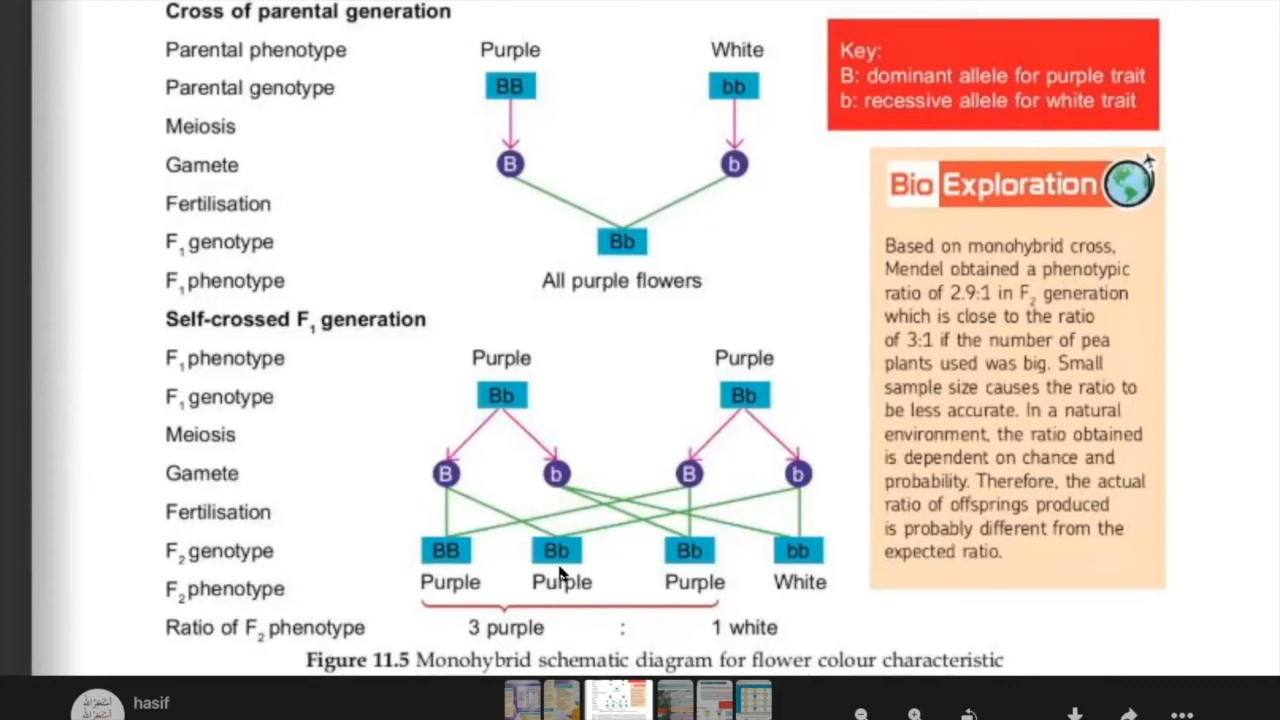 Cross of parental generation
Parental phenotype Purple White
Parental genotype BB bb
Meiosis
Gamete B b
Fertilisation
F1 genotype Bb
F1 phenotype All purple flowers
Self-crossed F1 generation
F1 phenotype Purple Purple
F1 genotype Bb Bb
Meiosis
Gamete B b B b
Fertilisation
F2 genotype BB Bb Bb bb
F2 phenotype Purple Purple Purple White
Ratio of F2 phenotype 3 purple : 1 white
Figure 11.5 Monohybrid schematic diagram for flower colour characteristic
Key:
B: dominant allele for purple trait
b: recessive allele for white trait
Bio Exploration
Based on monohybrid cross,
Mendel obtained a phenotypic
ratio of 2.9:1 in F2 generation
which is close to the ratio
of 3:1 if the number of pea
plants used was big. Small
sample size causes the ratio to
be less accurate. In a natural
environment, the ratio obtained
is dependent on chance and
probability. Therefore, the actual
ratio of offsprings produced
is probably different from the
expected ratio.
hasif
أستغفر الله